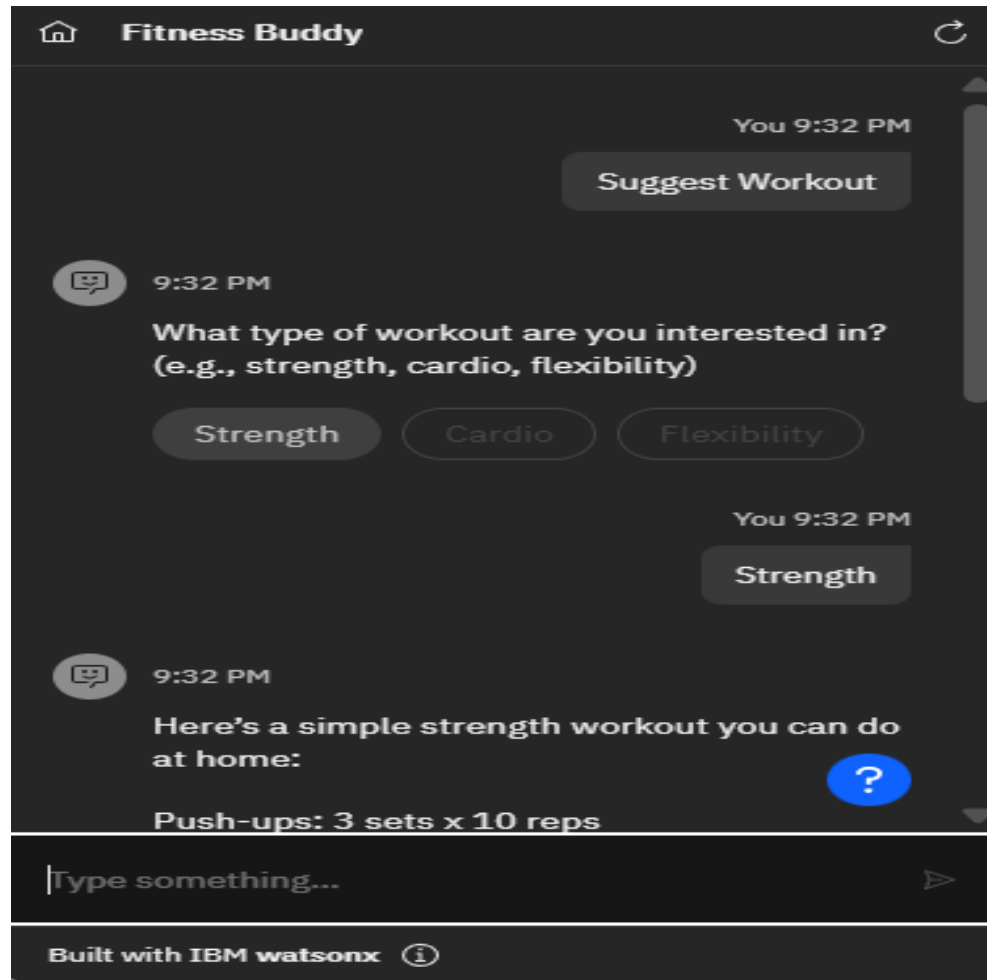 Fitness Buddy
You 9:32 PM
Suggest Workout
9:32 PM
What type of workout are you interested in?
(e.g., strength, cardio, flexibility)
Strength Cardio Flexibility
You 9:32 PM
Strength
9:32 PM
Here’s a simple strength workout you can do
at home:
?
Push-ups: 3 sets x 10 reps
Type something...
Built with IBM watsonx